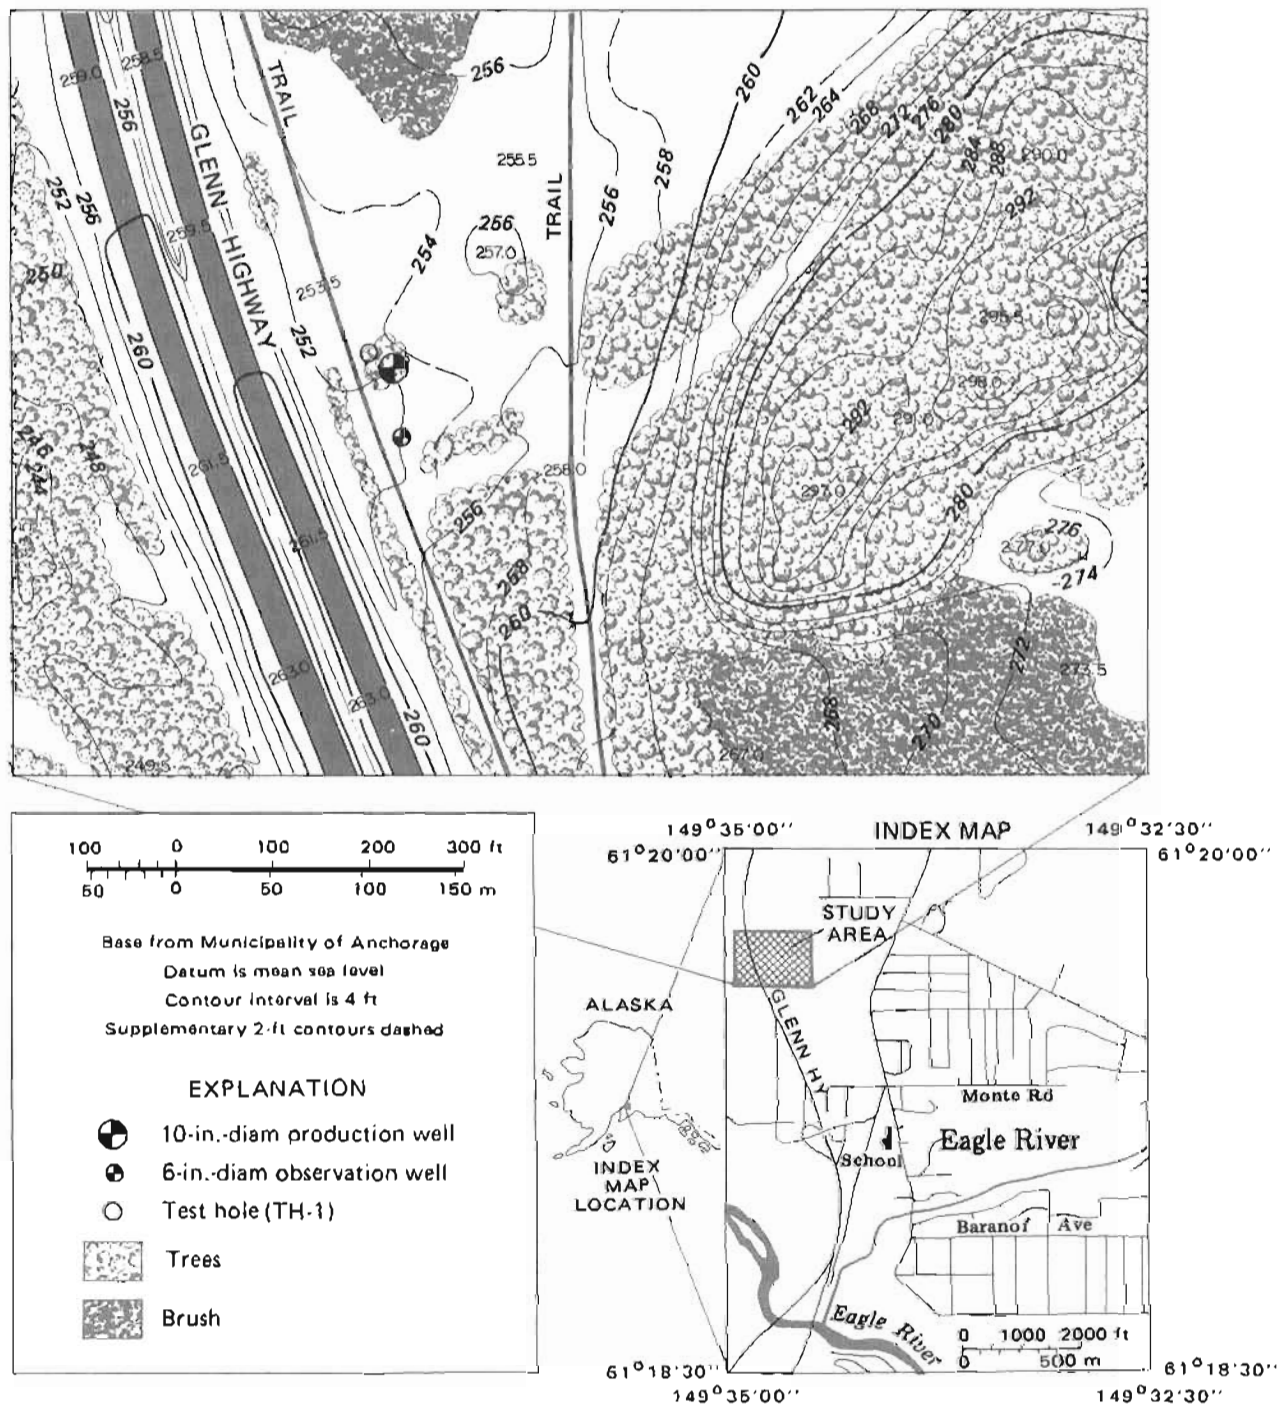 259.0
258.5
256
TRAIL
256
260
262
264
268
272
276
280
284
288
290.0
GLENN HIGHWAY
255.5
TRAIL
256
258
252
256
259.5
254
256
257.0
292
250
253.5
252
260
295.5
298.0
292
291.0
246
244
248
261.5
258.0
297.0
280
256
261.5
276
277.0
274
268
260
272
273.5
263.0
263.0
260
268
270
249.5
267.0
100 0 100 200 300 ft
50 0 50 100 150 m
Base from Municipality of Anchorage
Datum is mean sea level
Contour interval is 4 ft
Supplementary 2-ft contours dashed
EXPLANATION
10-in.-diam production well
6-in.-diam observation well
Test hole (TH-1)
Trees
Brush
149°35'00'' INDEX MAP 149°32'30''
61°20'00'' 61°20'00''
STUDY
AREA
GLENN HY
ALASKA
INDEX
MAP
LOCATION
Monte Rd
Eagle River
School
Baranof Ave
Eagle River
0 1000 2000 ft
0 500 m
61°18'30'' 61°18'30''
149°35'00'' 149°32'30''